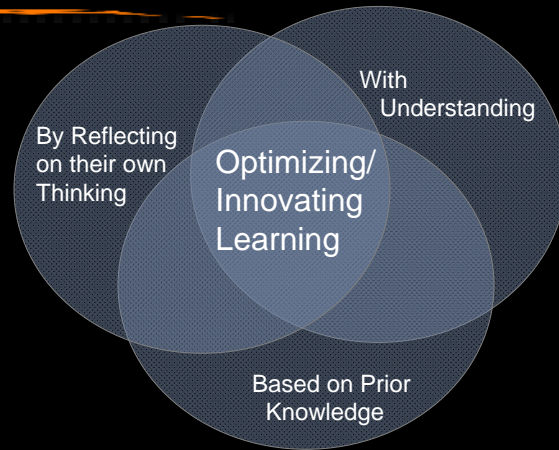 With
Understanding
By Reflecting
on their own
Thinking
Optimizing/
Innovating
Learning
Based on Prior
Knowledge